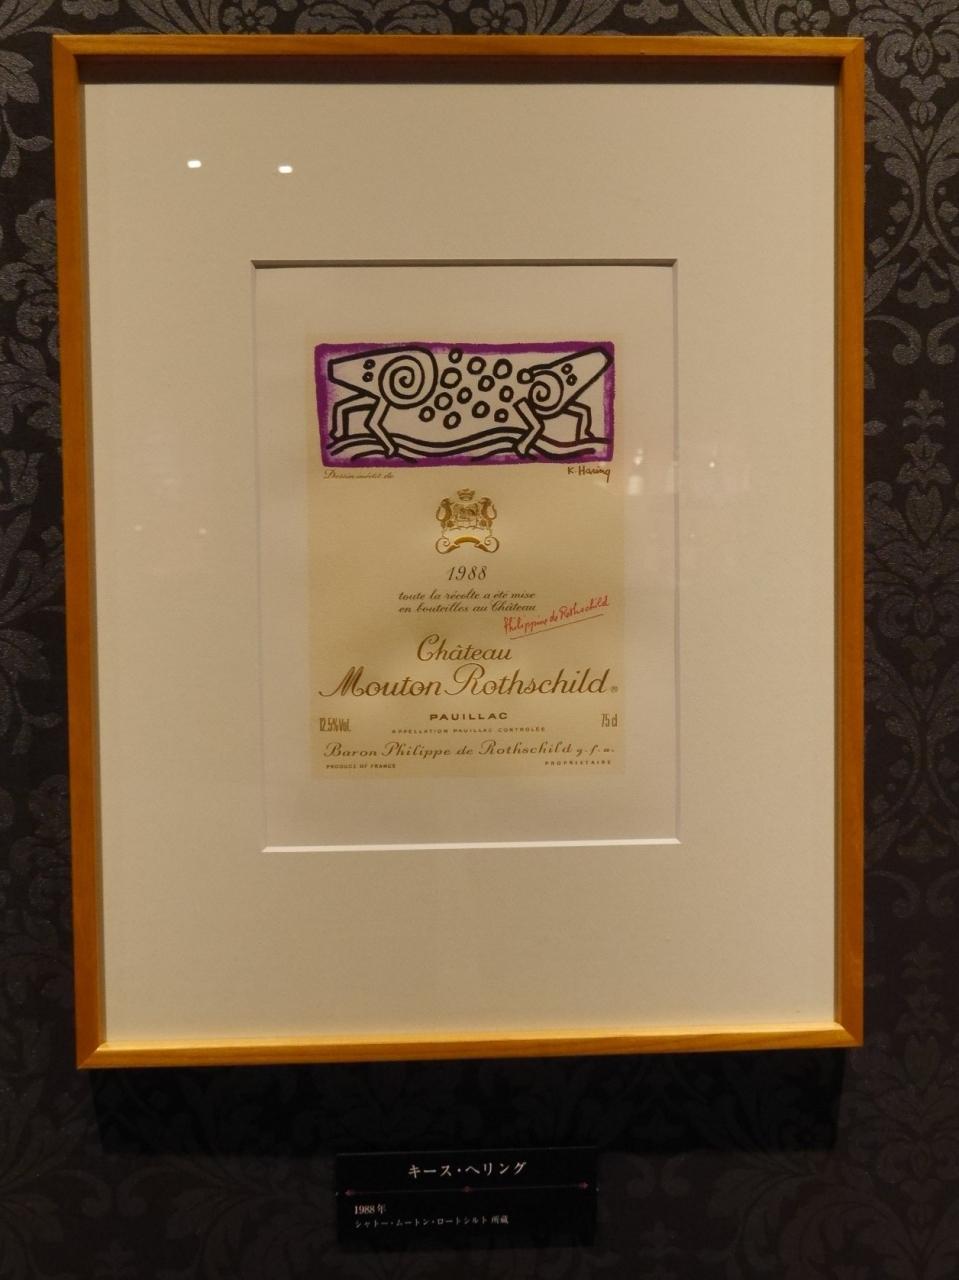 K. Haring
Dessin inédit de
1988
toute la récolte a été mise
en bouteilles au Château
Philippine de Rothschild
Château
Mouton Rothschild ®
PAUILLAC
12.5% Vol. APPELLATION PAUILLAC CONTROLÉE 75 cl
Baron Philippe de Rothschild g.f.a.
PRODUCE OF FRANCE PROPRIÉTAIRE
キース・ヘリング
1988年
シャトー・ムートン・ロートシルト 所蔵